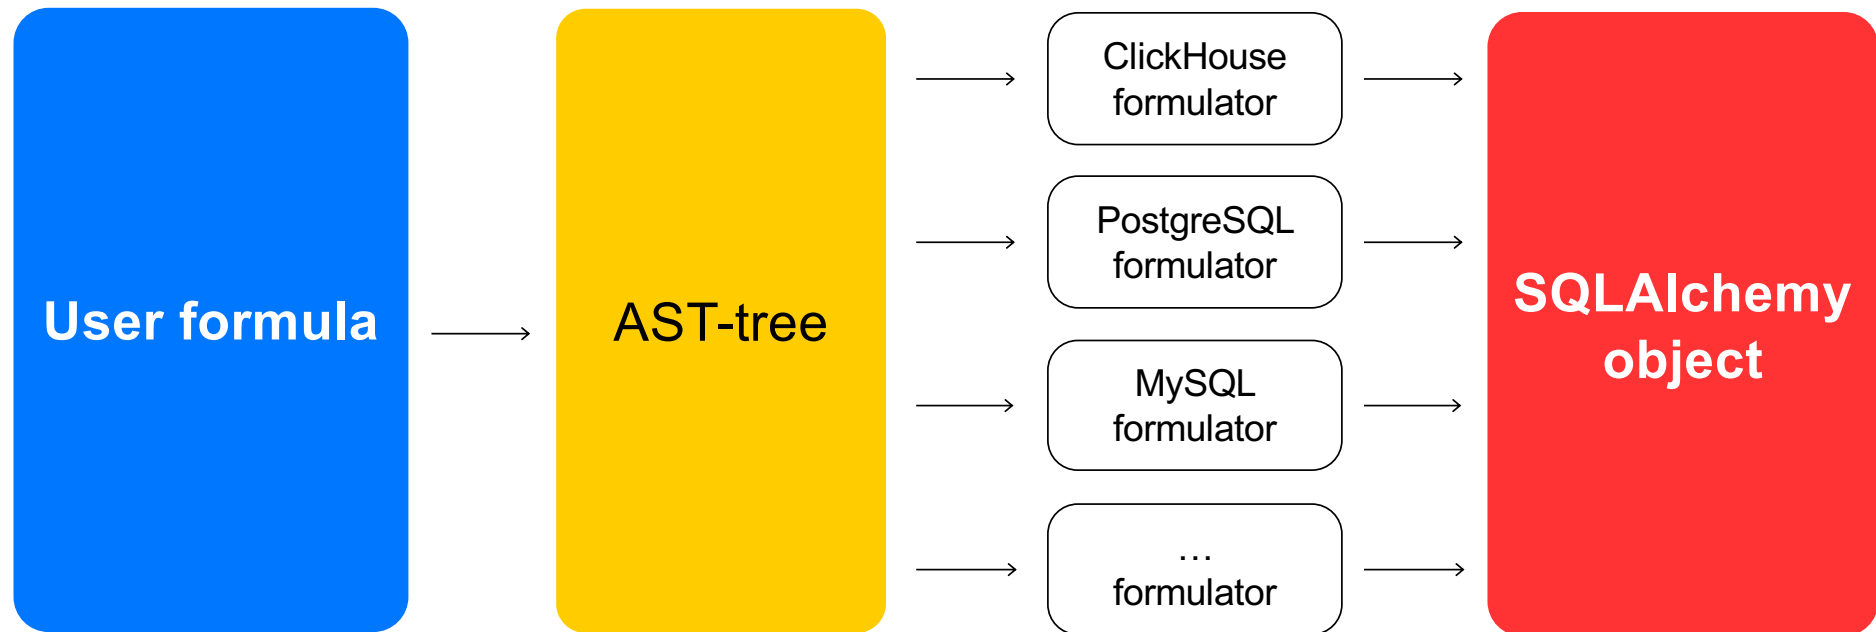 User formula
AST-tree
ClickHouse
formulator
PostgreSQL
formulator
MySQL
formulator
...
formulator
SQLAlchemy
object